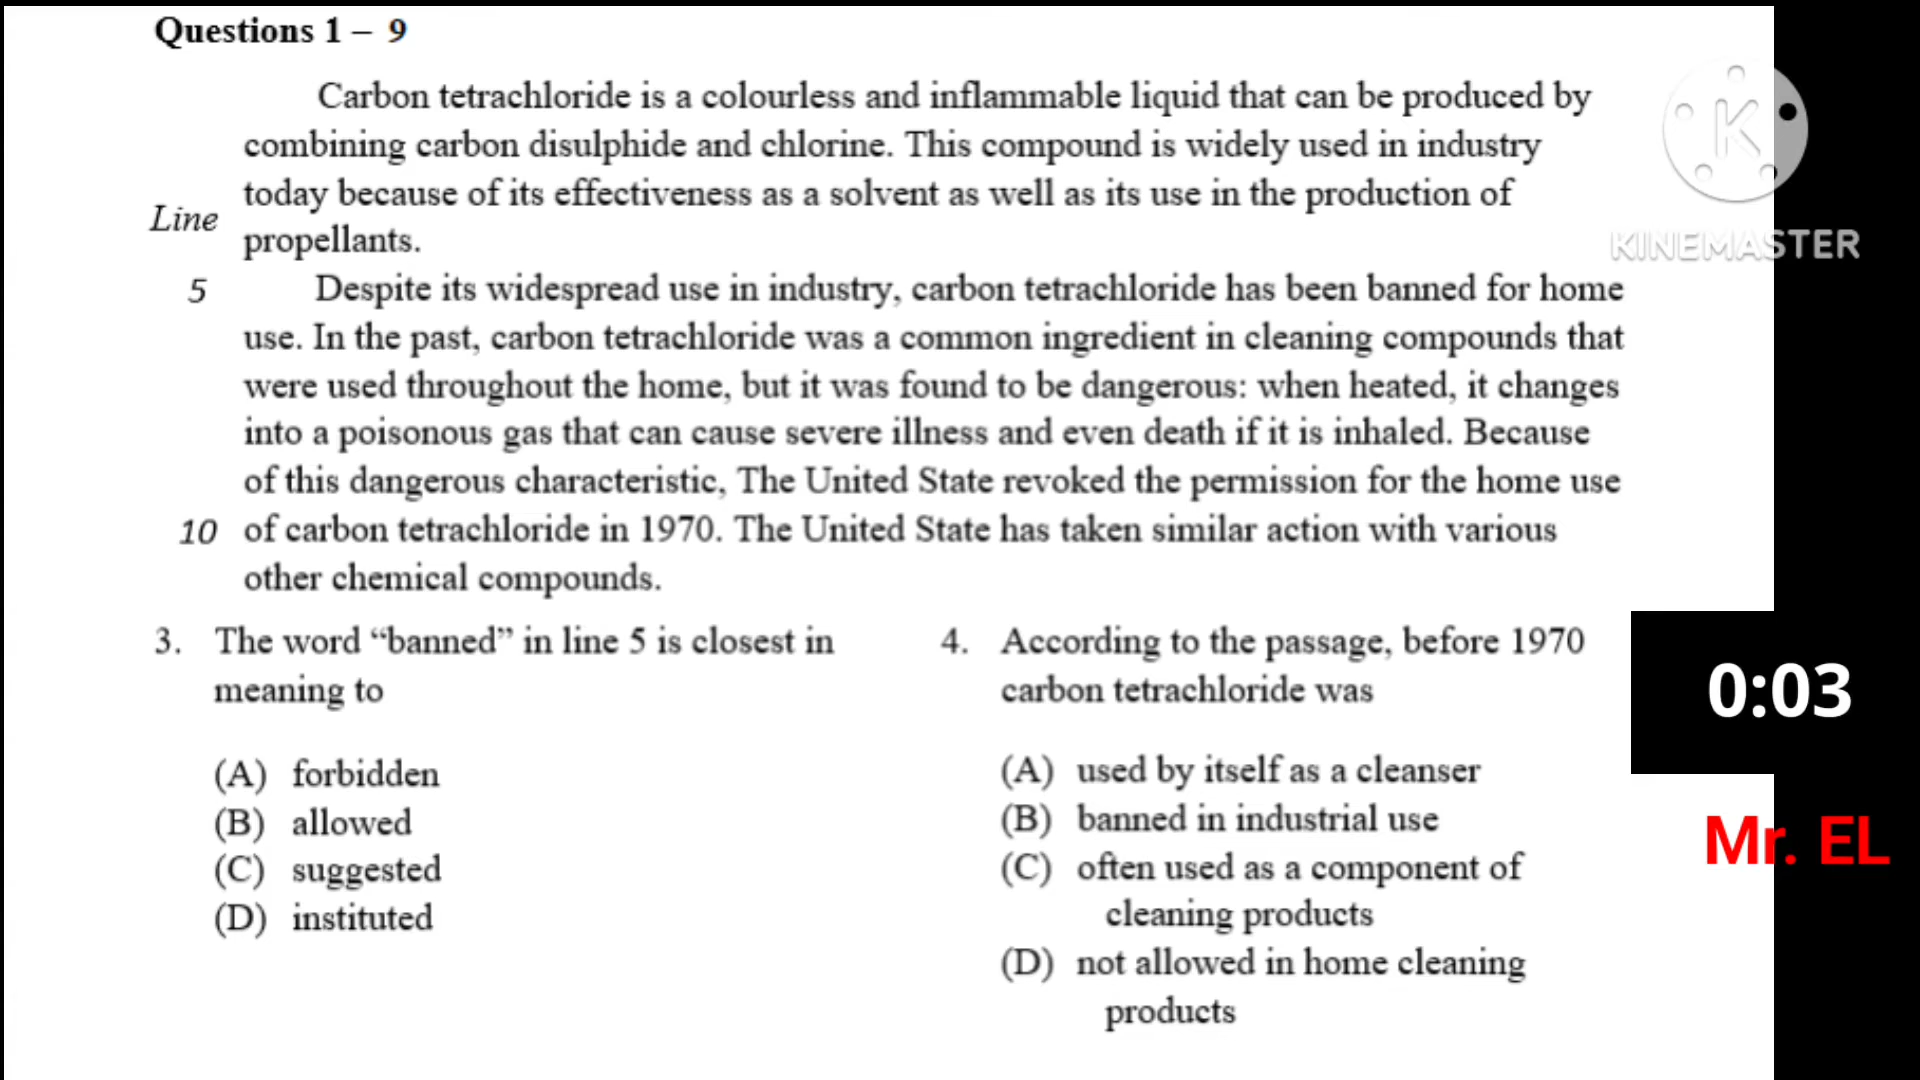 Questions 1 – 9
Carbon tetrachloride is a colourless and inflammable liquid that can be produced by
combining carbon disulphide and chlorine. This compound is widely used in industry
today because of its effectiveness as a solvent as well as its use in the production of
Line
propellants.
5 Despite its widespread use in industry, carbon tetrachloride has been banned for home
use. In the past, carbon tetrachloride was a common ingredient in cleaning compounds that
were used throughout the home, but it was found to be dangerous: when heated, it changes
into a poisonous gas that can cause severe illness and even death if it is inhaled. Because
of this dangerous characteristic, The United State revoked the permission for the home use
10 of carbon tetrachloride in 1970. The United State has taken similar action with various
other chemical compounds.
3. The word “banned” in line 5 is closest in
meaning to
(A) forbidden
(B) allowed
(C) suggested
(D) instituted
4. According to the passage, before 1970
carbon tetrachloride was
(A) used by itself as a cleanser
(B) banned in industrial use
(C) often used as a component of
cleaning products
(D) not allowed in home cleaning
products
K
KINEMASTER
0:03
Mr. EL